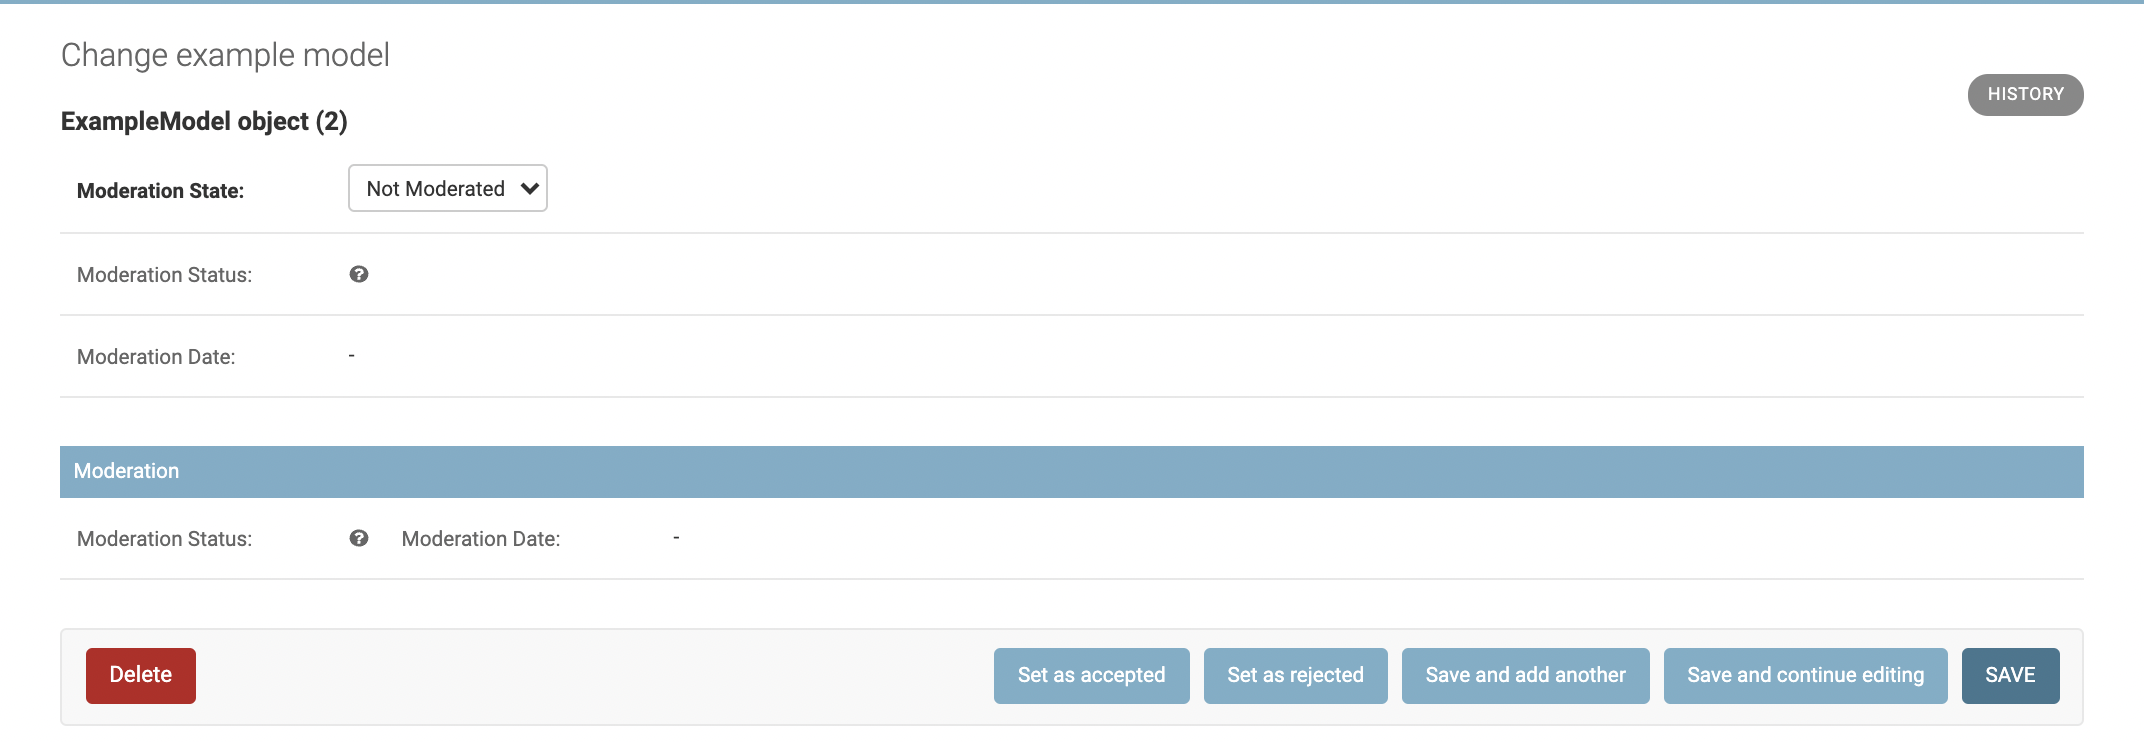 Change example model
HISTORY
ExampleModel object (2)
Moderation State: Not Moderated
Moderation Status: ?
Moderation Date: -
Moderation
Moderation Status: ? Moderation Date: -
Delete Set as accepted Set as rejected Save and add another Save and continue editing SAVE